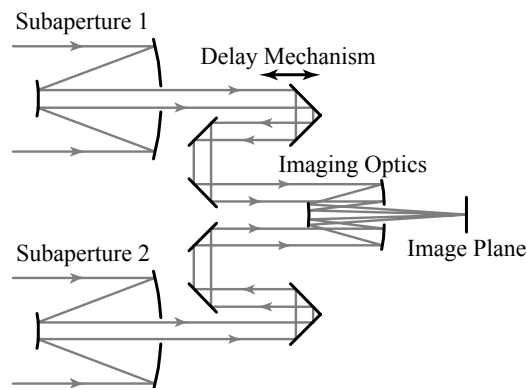 Subaperture 1
Delay Mechanism
Imaging Optics
Subaperture 2
Image Plane